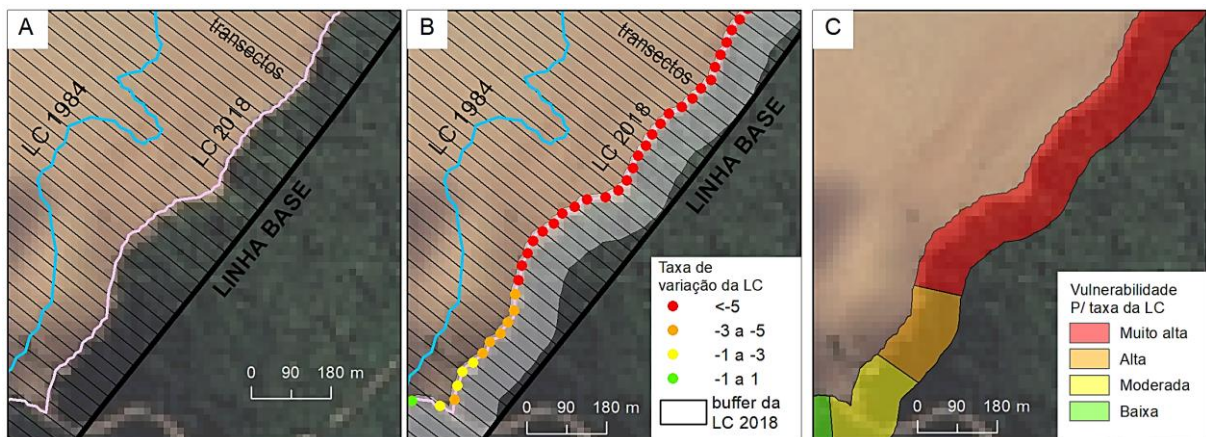 A
LC 1984
transectos
LC 2018
LINHA BASE
0 90 180 m
B
LC 1984
transectos
LC 2018
LINHA BASE
Taxa de
variação da LC
<-5
-3 a -5
-1 a -3
-1 a 1
buffer da
LC 2018
0 90 180 m
C
Vulnerabilidade
P/ taxa da LC
Muito alta
Alta
Moderada
Baixa
0 90 180 m